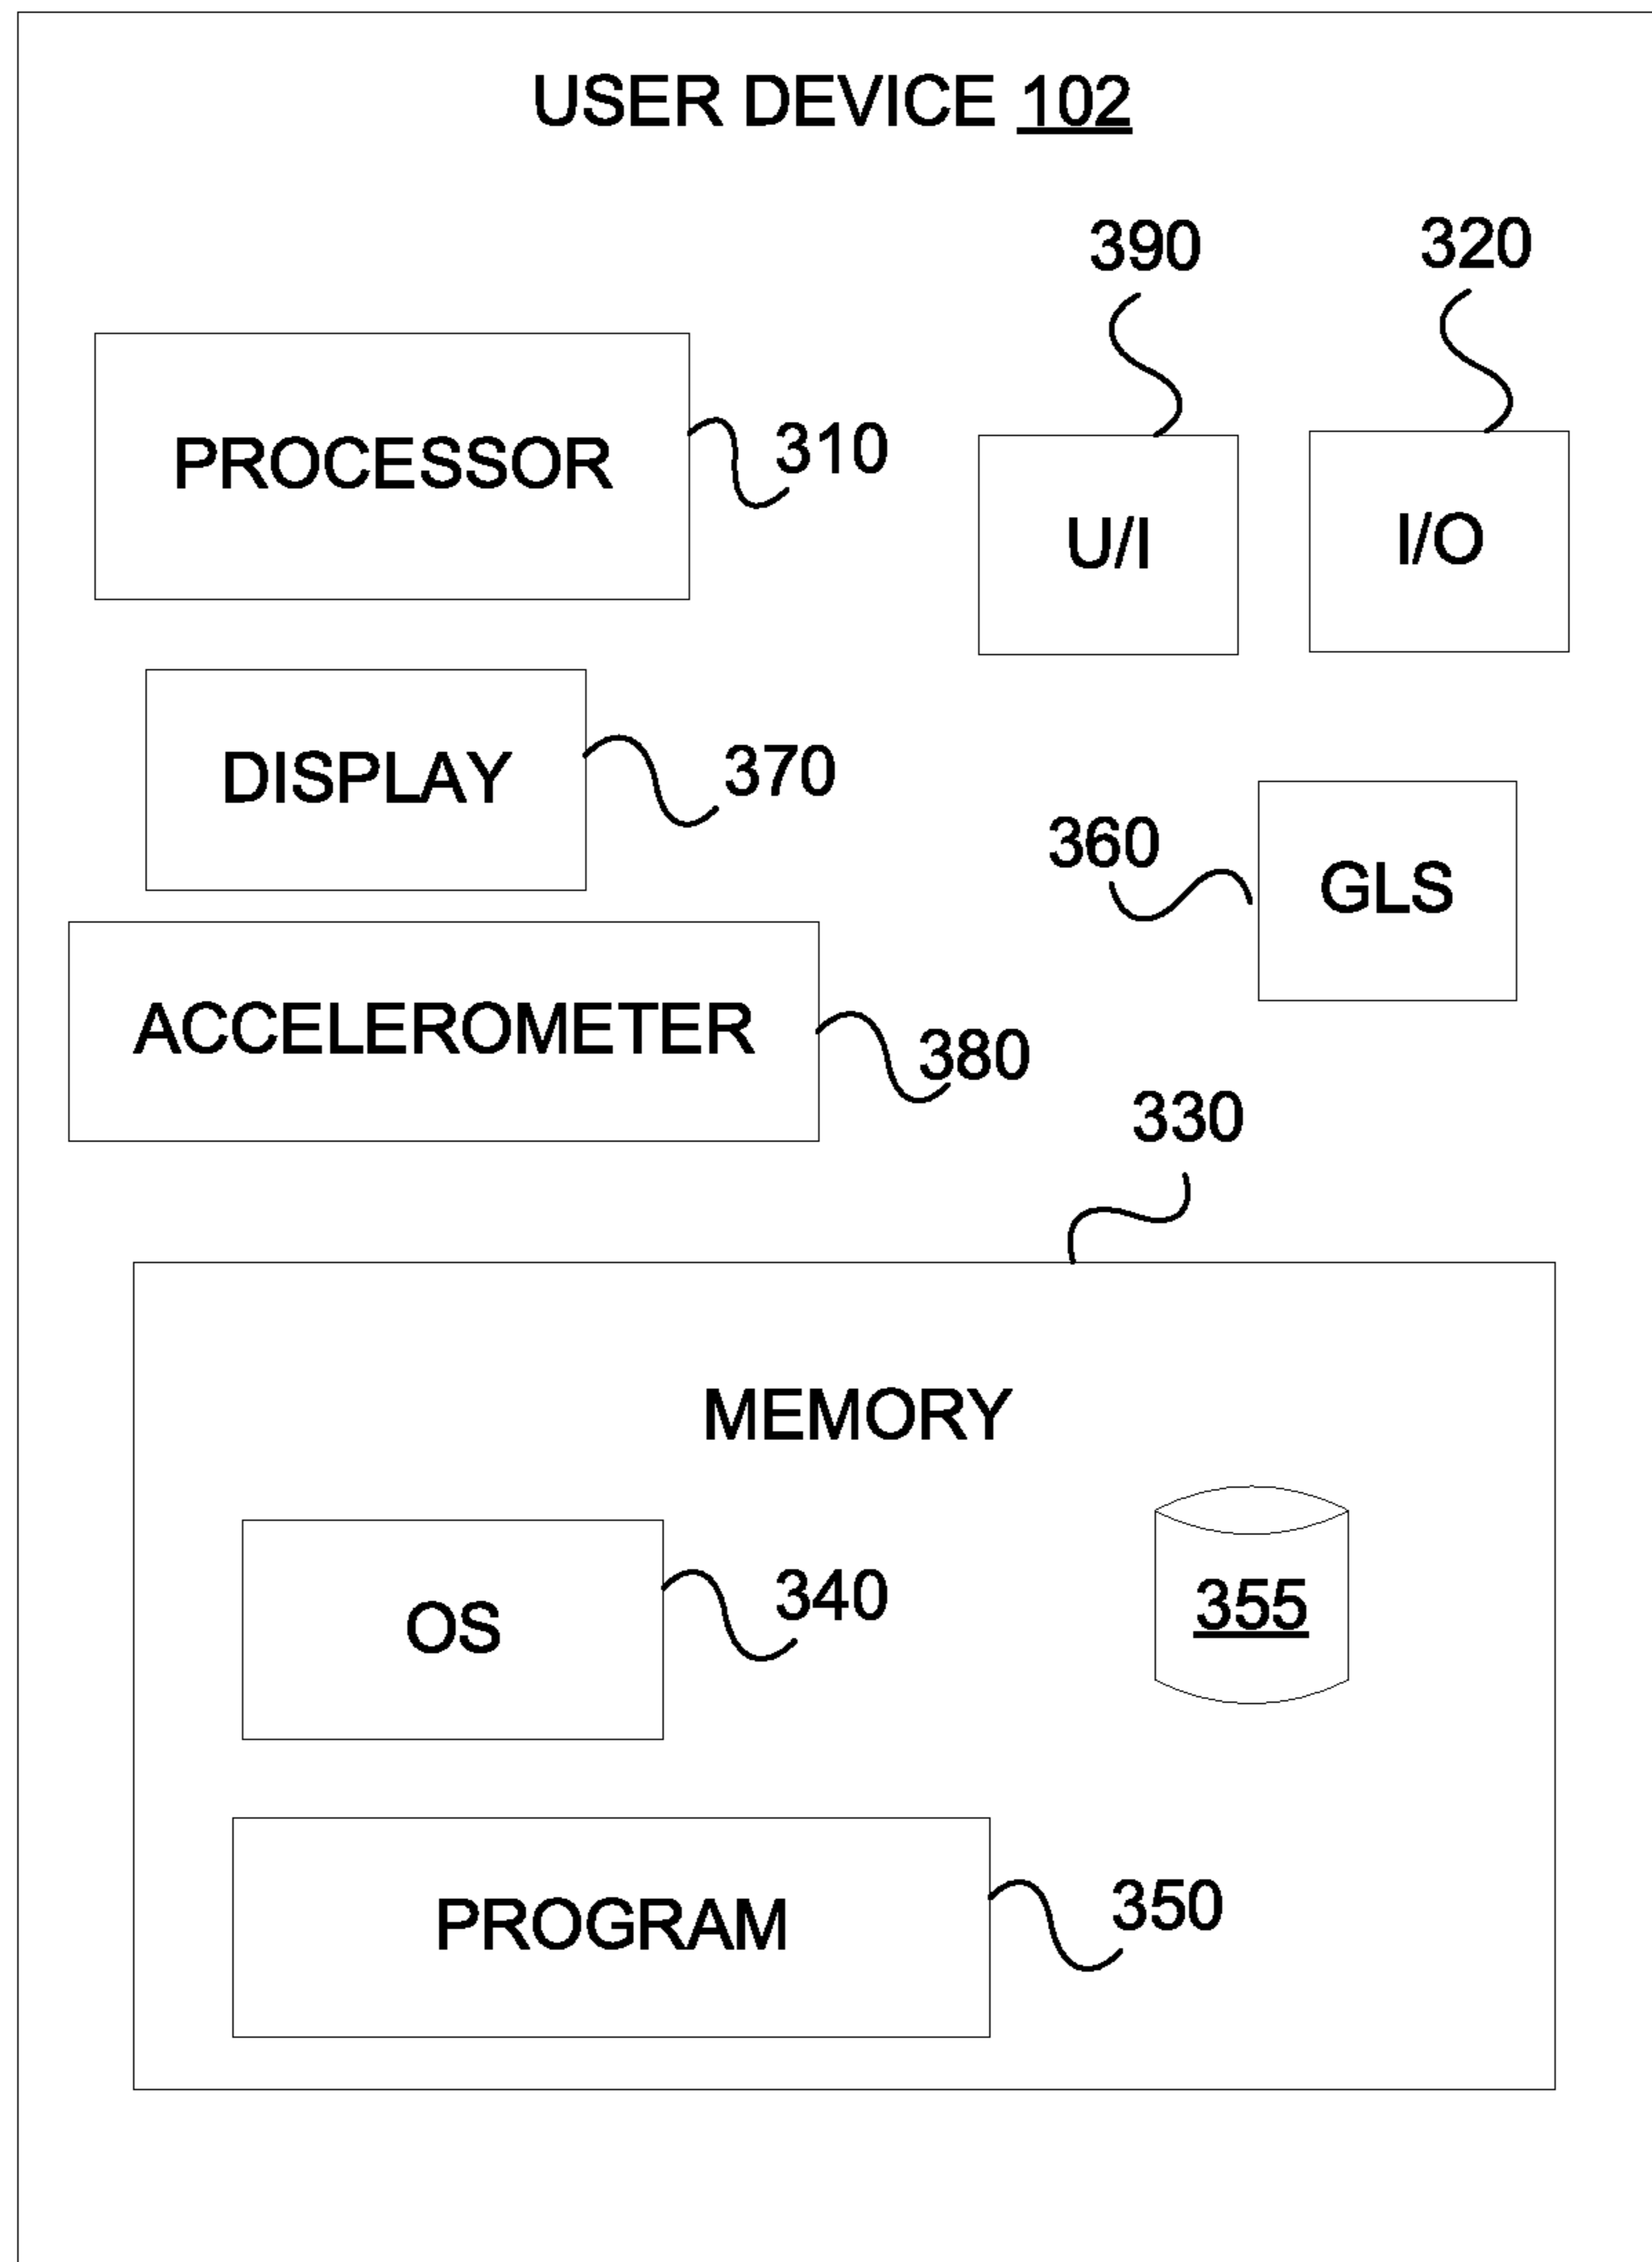 USER DEVICE 102
390
320
PROCESSOR
310
U/I
I/O
DISPLAY
370
360
GLS
ACCELEROMETER
380
330
MEMORY
OS
340
355
PROGRAM
350